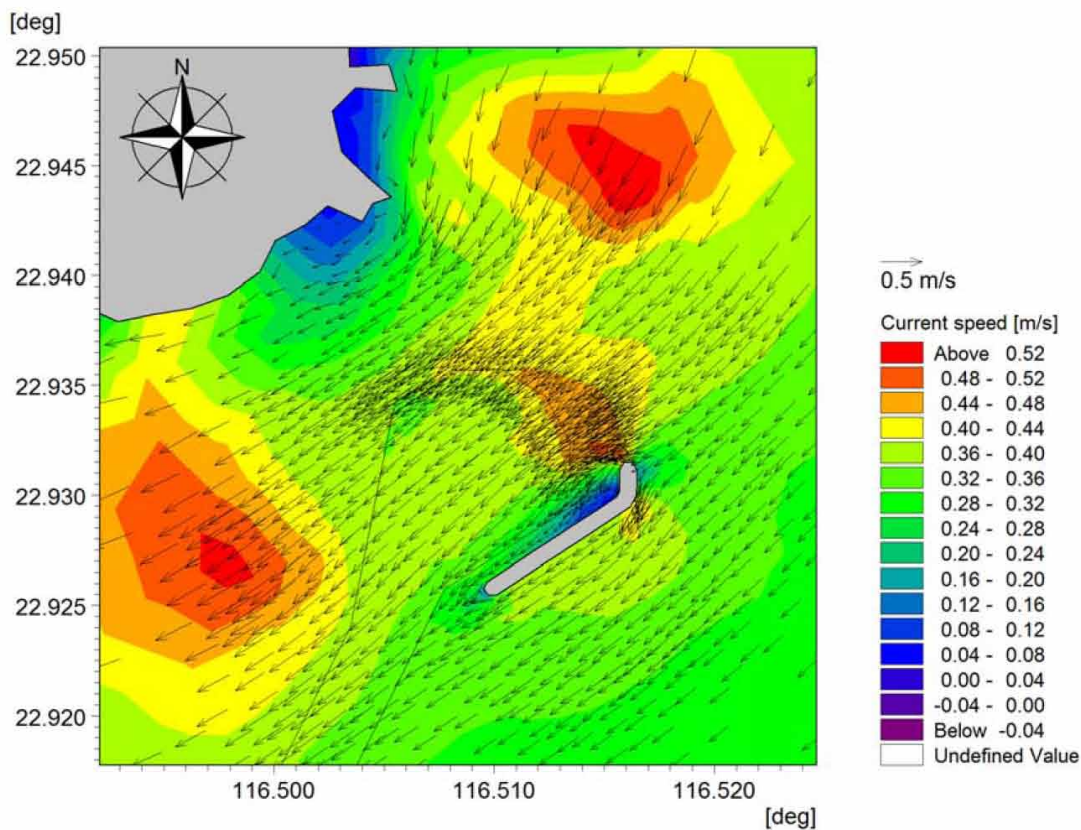 [deg]
22.950
22.945
22.940
22.935
22.930
22.925
22.920
116.500 116.510 116.520
[deg]
N
0.5 m/s
Current speed [m/s]
Above 0.52
0.48 - 0.52
0.44 - 0.48
0.40 - 0.44
0.36 - 0.40
0.32 - 0.36
0.28 - 0.32
0.24 - 0.28
0.20 - 0.24
0.16 - 0.20
0.12 - 0.16
0.08 - 0.12
0.04 - 0.08
0.00 - 0.04
-0.04 - 0.00
Below -0.04
Undefined Value